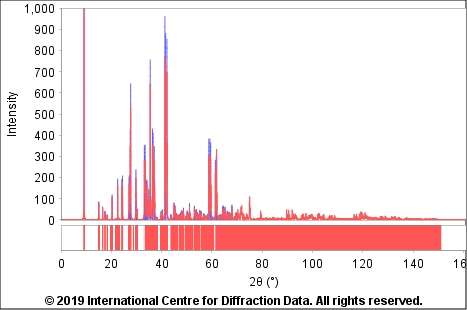 1,000
900
800
700
600
500
400
300
200
100
0
Intensity
0 20 40 60 80 100 120 140 16
2θ (°)
© 2019 International Centre for Diffraction Data. All rights reserved.